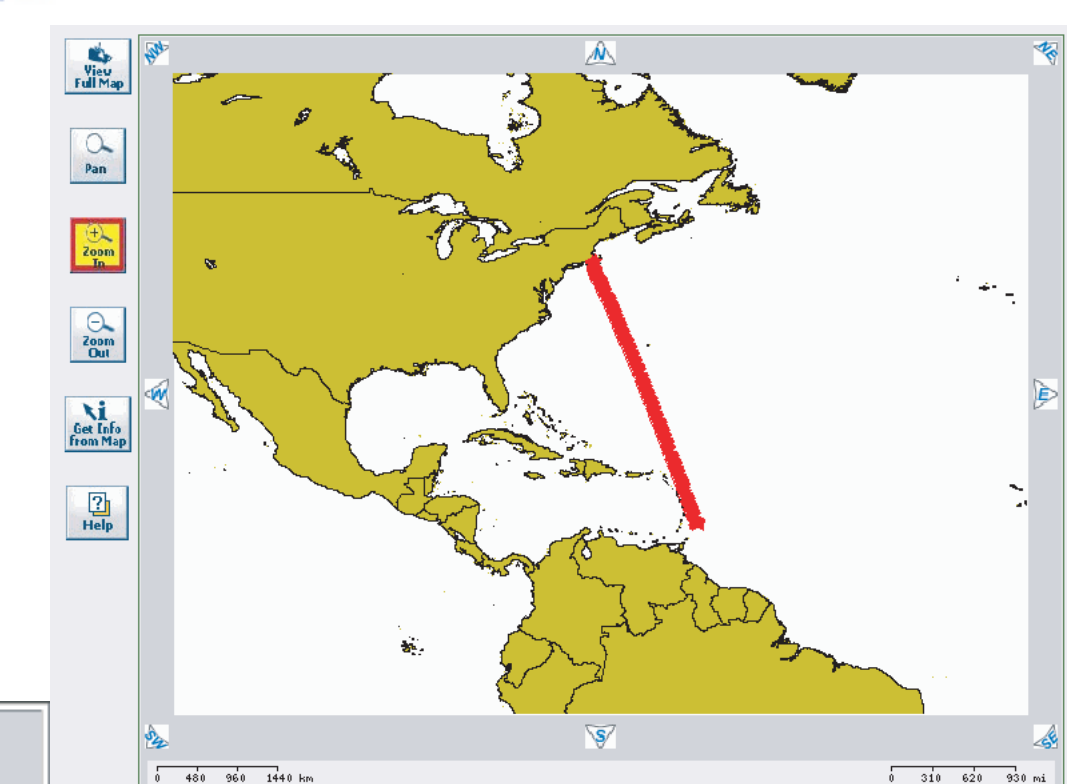 NW
N
NE
View
Full Map
Pan
Zoom
In
Zoom
Out
W
E
Get Info
from Map
Help
SW
S
SE
0 480 960 1440 km
0 310 620 930 mi